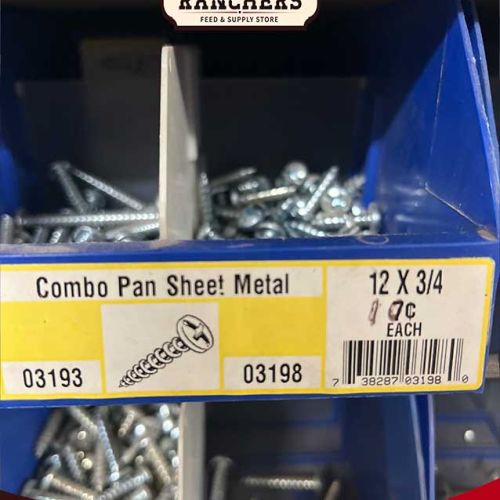 RANCHERS
FEED & SUPPLY STORE
Combo Pan Sheet Metal
12 X 3/4
¢
EACH
03193
03198
7 38287 03198 0